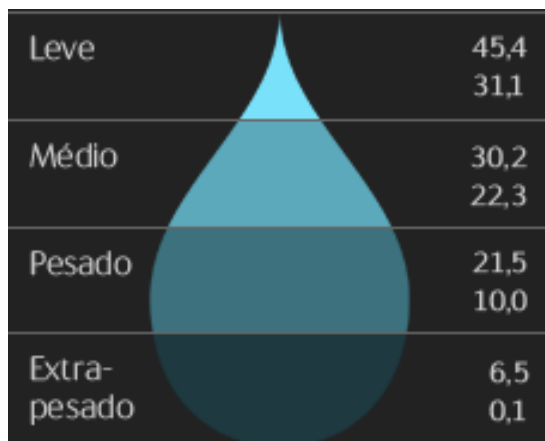 Leve 45,4
31,1
Médio 30,2
22,3
Pesado 21,5
10,0
Extra- 6,5
pesado 0,1